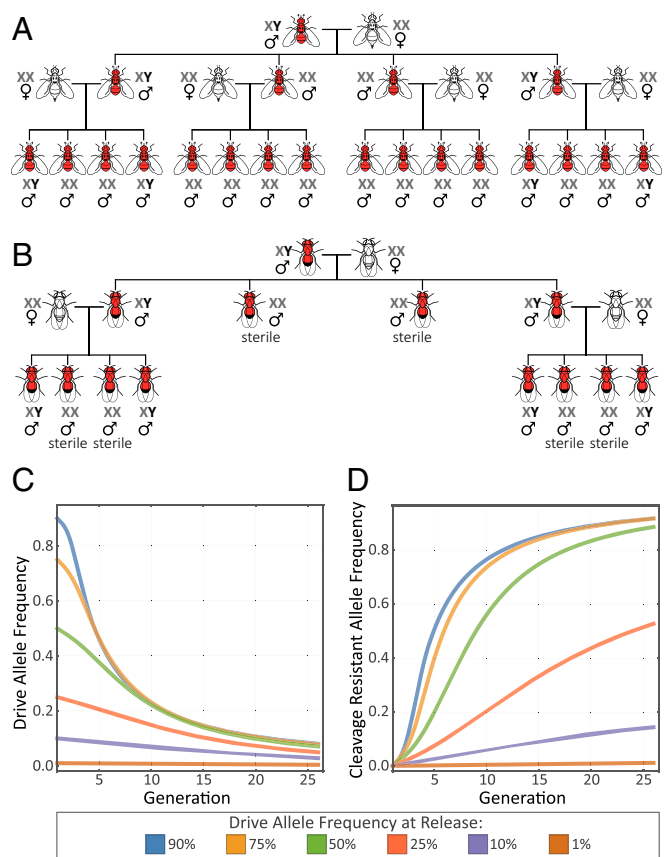 A
XY ♂ XX ♀
XX ♀ XY ♂ XX ♀ XX ♂ XX ♂ XX ♀ XY ♂ XX ♀
XY XX XX XY XX XX XX XX XX XX XX XX XY XX XX XY
♂ ♂ ♂ ♂ ♂ ♂ ♂ ♂ ♂ ♂ ♂ ♂ ♂ ♂ ♂ ♂
B
XY ♂ XX ♀
XX ♀ XY ♂ XX ♂ XX ♂ XY ♂ XX ♀
sterile sterile
XY XX XX XY XY XX XX XY
♂ ♂ ♂ ♂ ♂ ♂ ♂ ♂
sterile sterile sterile sterile
C
Drive Allele Frequency
0.8
0.6
0.4
0.2
0.0
5 10 15 20 25
Generation
D
Cleavage Resistant Allele Frequency
0.8
0.6
0.4
0.2
0.0
5 10 15 20 25
Generation
Drive Allele Frequency at Release:
90% 75% 50% 25% 10% 1%